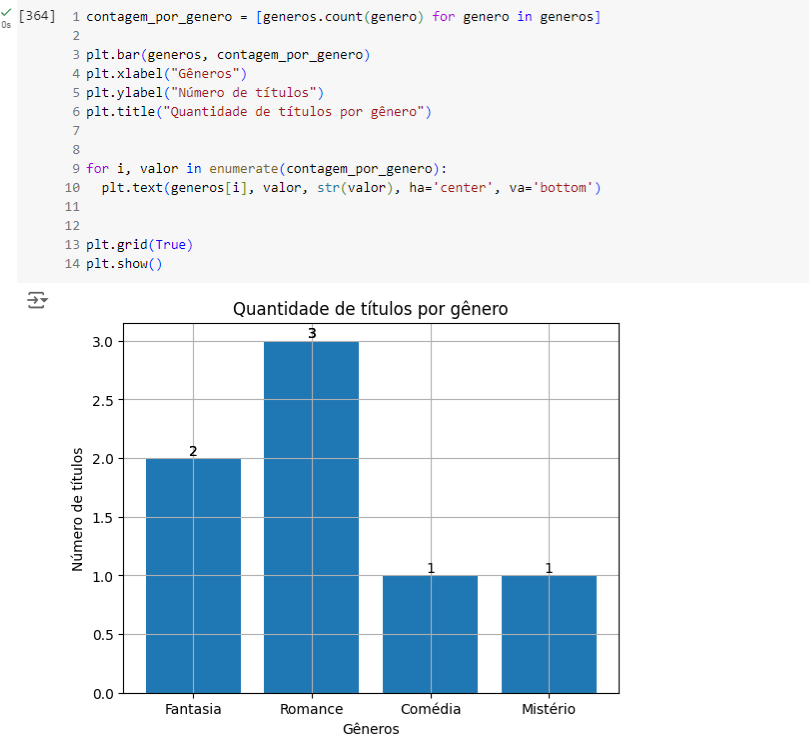 [364] 1 contagem_por_genero = [generos.count(genero) for genero in generos]
0s 2
3 plt.bar(generos, contagem_por_genero)
4 plt.xlabel("Gêneros")
5 plt.ylabel("Número de títulos")
6 plt.title("Quantidade de títulos por gênero")
7
8
9 for i, valor in enumerate(contagem_por_genero):
10   plt.text(generos[i], valor, str(valor), ha='center', va='bottom')
11
12
13 plt.grid(True)
14 plt.show()
Quantidade de títulos por gênero
Número de títulos
3.0
2.5
2.0
1.5
1.0
0.5
0.0
2
3
1
1
Fantasia Romance Comédia Mistério
Gêneros